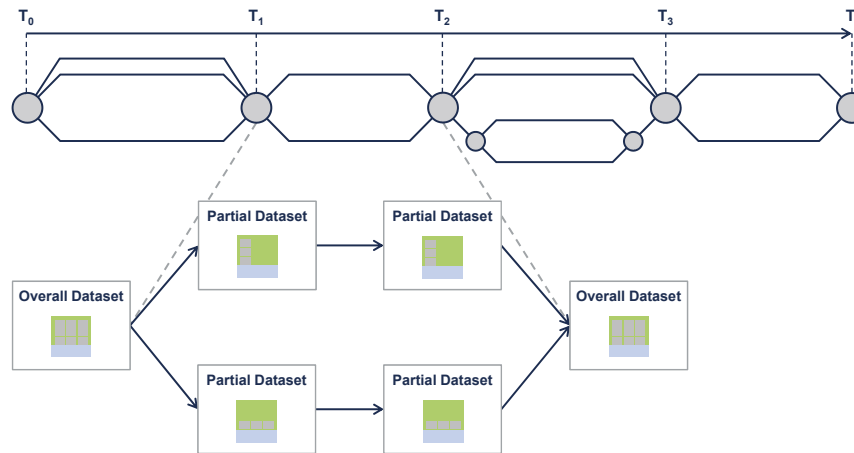 T0 T1 T2 T3 T
Partial Dataset Partial Dataset
Overall Dataset Overall Dataset
Partial Dataset Partial Dataset